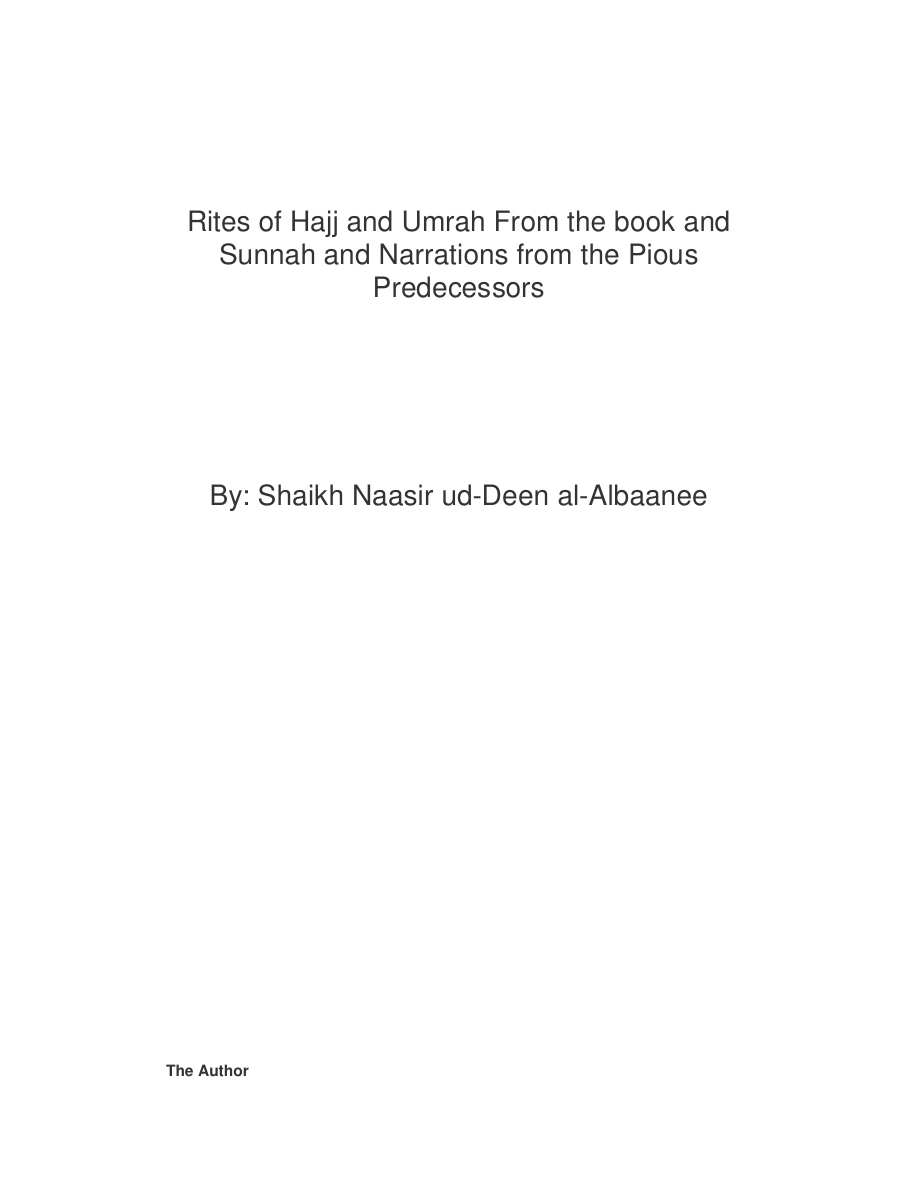 Rites of Hajj and Umrah From the book and
Sunnah and Narrations from the Pious
Predecessors
By: Shaikh Naasir ud-Deen al-Albaanee
The Author